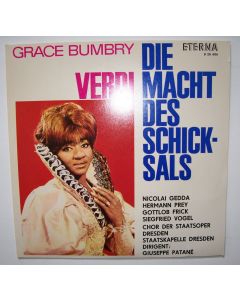 GRACE BUMBRY
ETERNA
VERDI
DIE
MACHT
DES
SCHICK-
SALS
NICOLAI GEDDA
HERMANN PREY
GOTTLOB FRICK
SIEGFRIED VOGEL
CHOR DER STAATSOPER
DRESDEN
STAATSKAPELLE DRESDEN
DIRIGENT:
GIUSEPPE PATANÉ